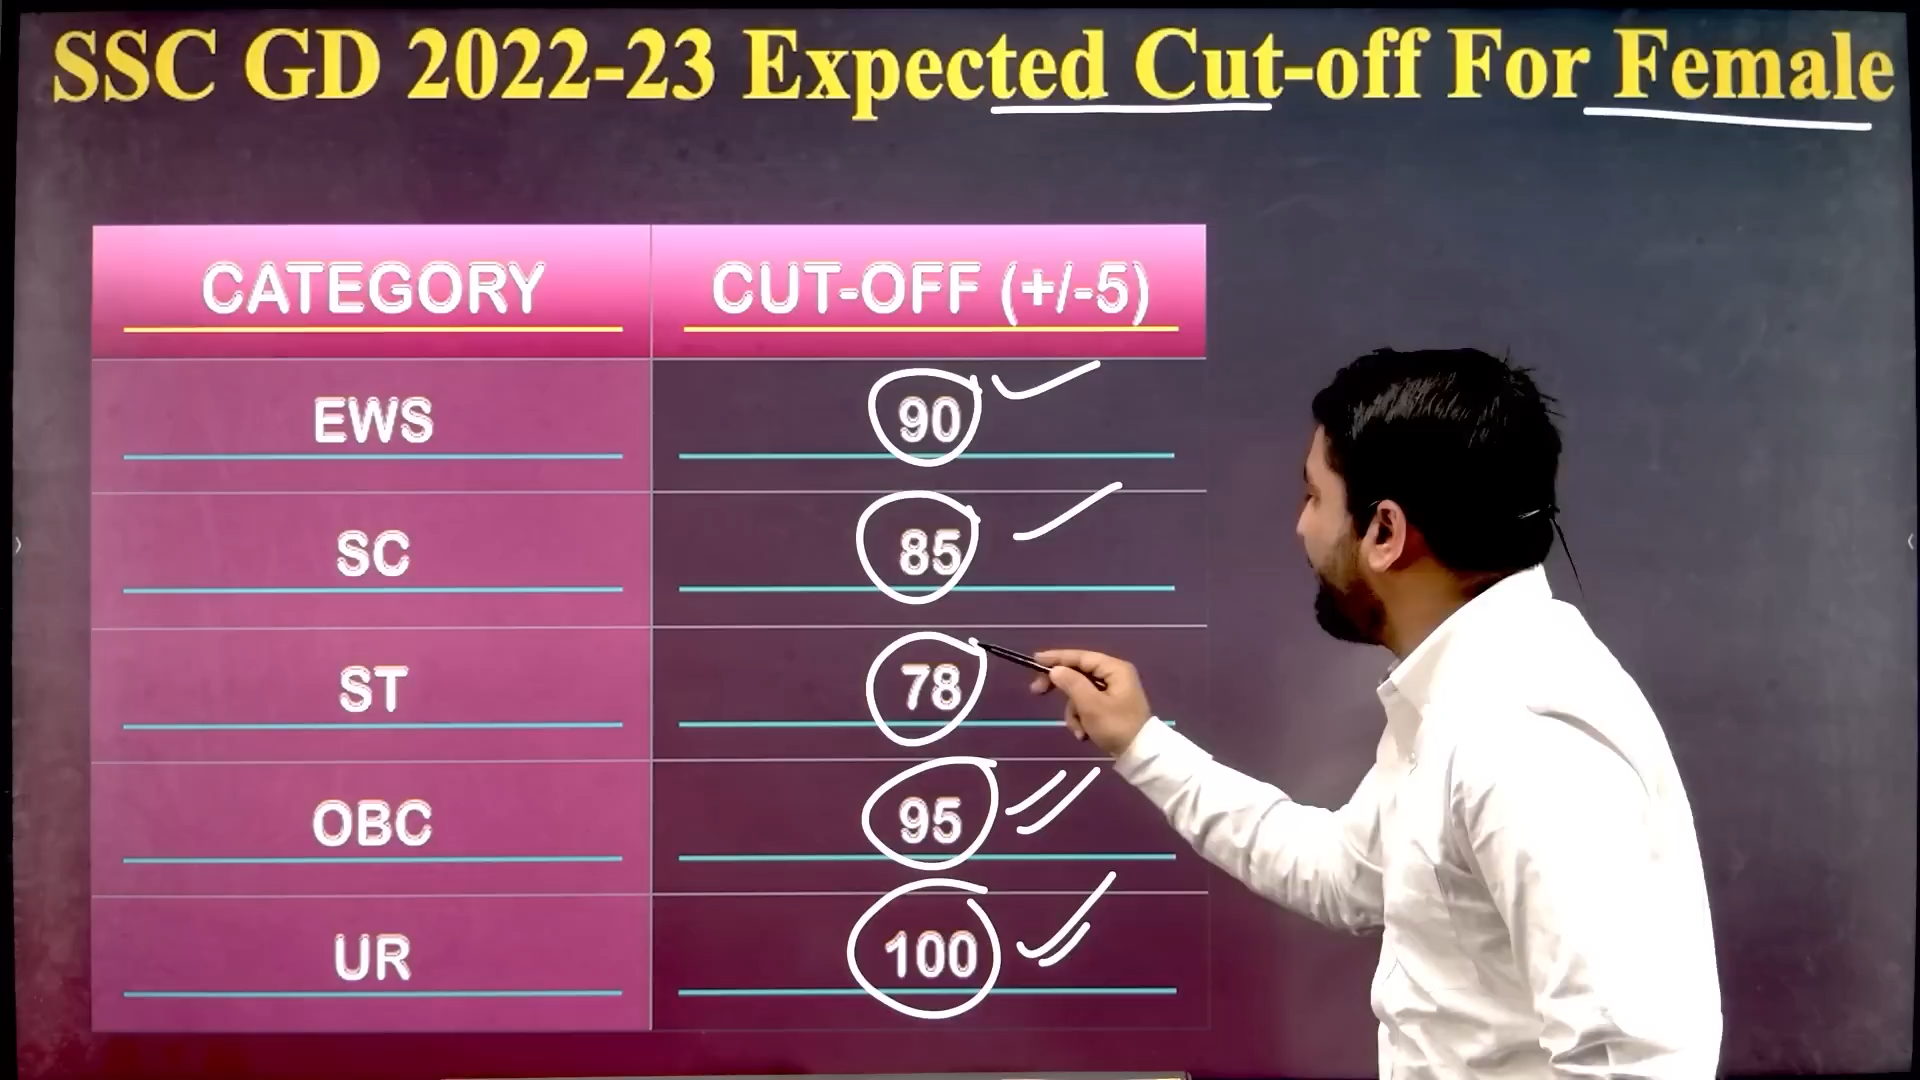 SSC GD 2022-23 Expected Cut-off For Female
CATEGORY CUT-OFF (+/-5)
EWS 90
SC 85
ST 78
OBC 95
UR 100